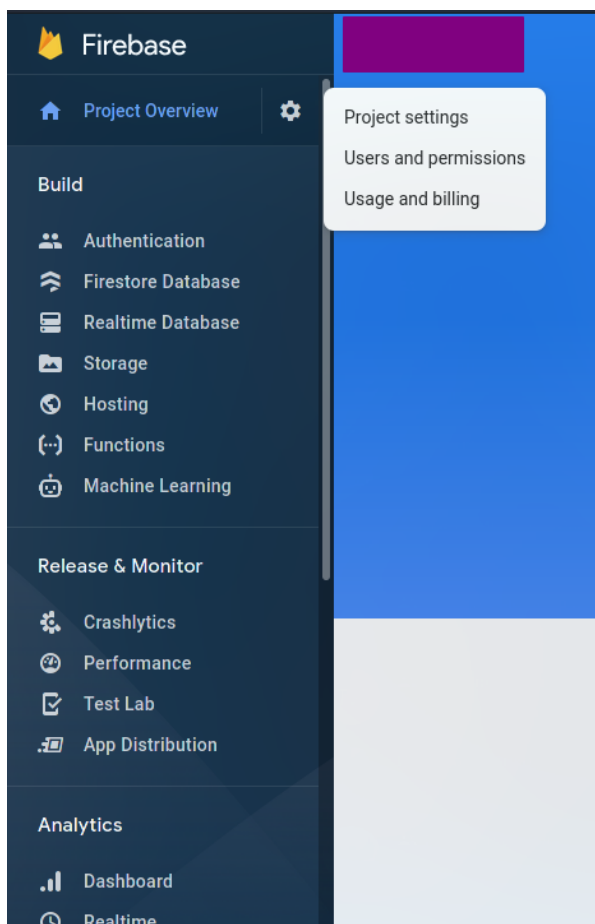 Firebase
Project Overview
Project settings
Users and permissions
Usage and billing
Build
Authentication
Firestore Database
Realtime Database
Storage
Hosting
Functions
Machine Learning
Release & Monitor
Crashlytics
Performance
Test Lab
App Distribution
Analytics
Dashboard
Realtime